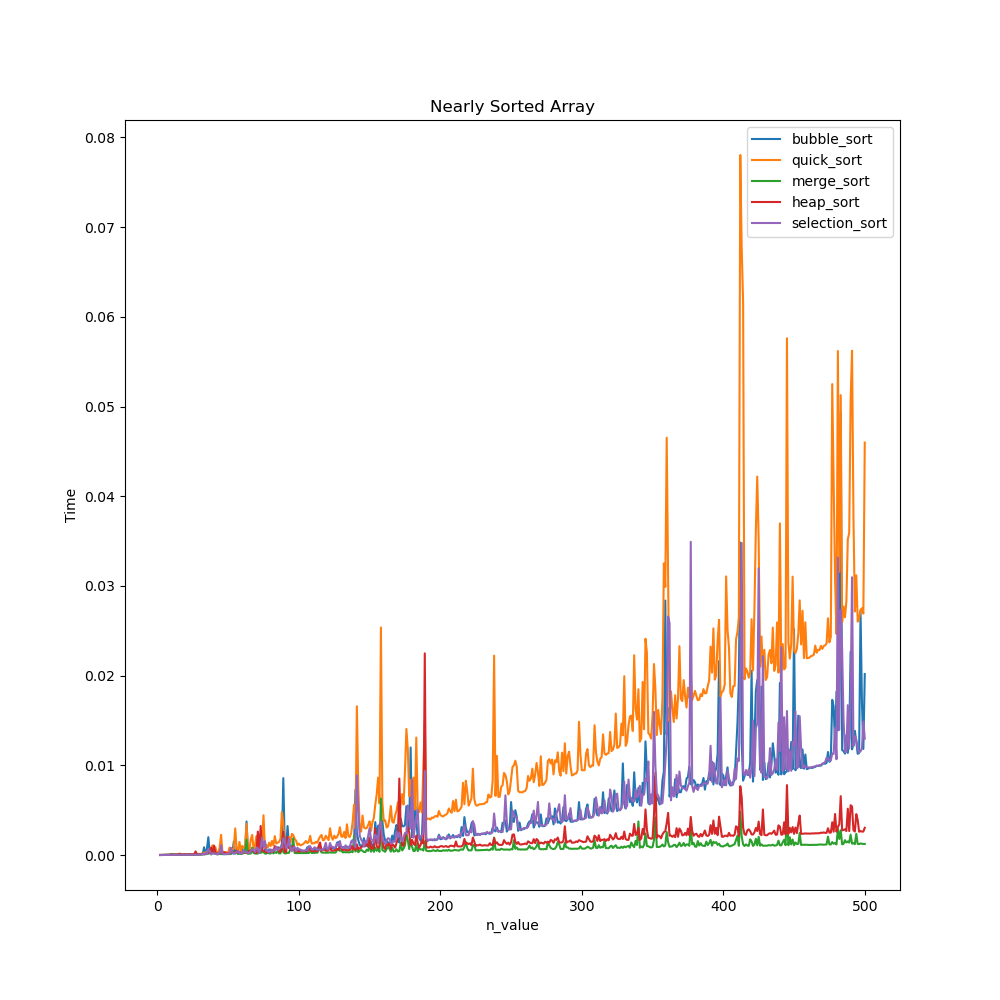 Nearly Sorted Array
bubble_sort
quick_sort
merge_sort
heap_sort
selection_sort
0.08
0.07
0.06
0.05
0.04
0.03
0.02
0.01
0.00
Time
0 100 200 300 400 500
n_value